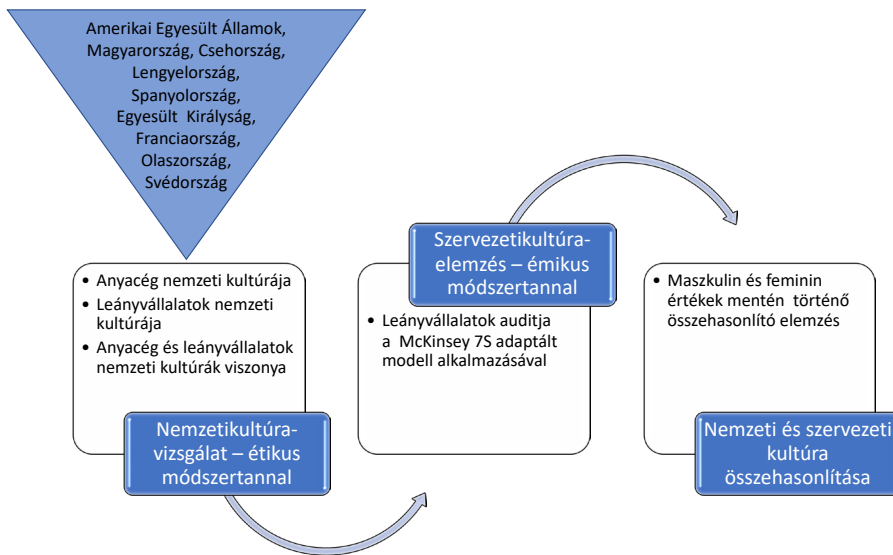 Amerikai Egyesült Államok,
Magyarország, Csehország,
Lengyelország,
Spanyolország,
Egyesült Királyság,
Franciaország,
Olaszország,
Svédország
• Anyacég nemzeti kultúrája
• Leányvállalatok nemzeti
kultúrája
• Anyacég és leányvállalatok
nemzeti kultúrák viszonya
Nemzetikultúra-
vizsgálat – étikus
módszertannal
Szervezetikultúra-
elemzés – émikus
módszertannal
• Leányvállalatok auditja
a McKinsey 7S adaptált
modell alkalmazásával
• Maszkulin és feminin
értékek mentén történő
összehasonlító elemzés
Nemzeti és szervezeti
kultúra
összehasonlítása